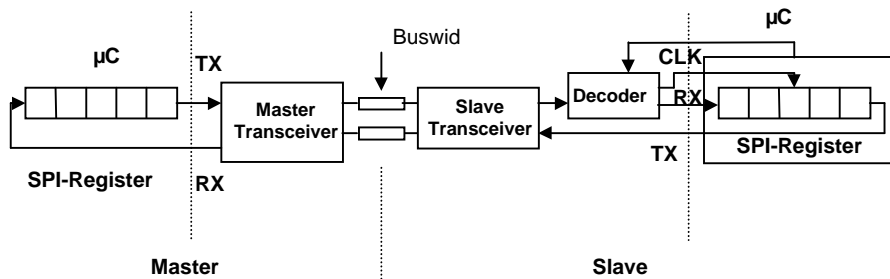 µC
Buswid
µC
TX
CLK
Master
Transceiver
Slave
Transceiver
Decoder
RX
TX
SPI-Register
SPI-Register
RX
Master
Slave